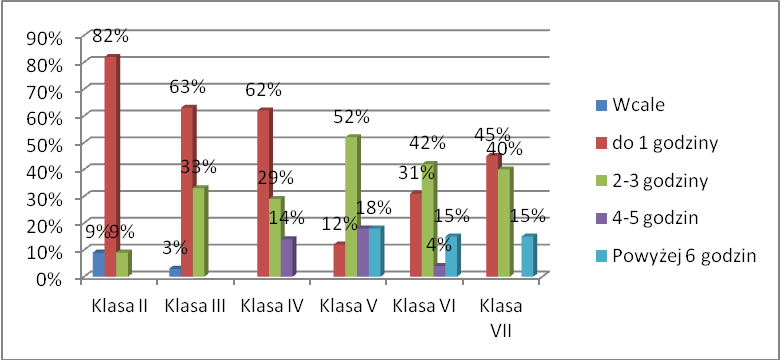 90%
80%
70%
60%
50%
40%
30%
20%
10%
0%
9%
82%
9%
3%
63%
33%
62%
29%
14%
12%
52%
18%
31%
42%
4%
15%
45%
40%
15%
Klasa II
Klasa III
Klasa IV
Klasa V
Klasa VI
Klasa
VII
Wcale
do 1 godziny
2-3 godziny
4-5 godzin
Powyżej 6 godzin